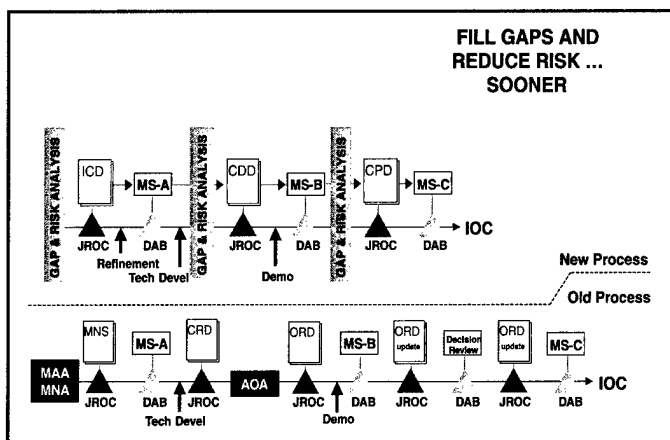 FILL GAPS AND
REDUCE RISK ...
SOONER
GAP & RISK ANALYSIS
ICD
MS-A
GAP & RISK ANALYSIS
CDD
MS-B
GAP & RISK ANALYSIS
CPD
MS-C
JROC
DAB
JROC
DAB
JROC
DAB
IOC
Refinement
Tech Devel
Demo
New Process
Old Process
MNS
MS-A
CRD
ORD
MS-B
ORD
update
Decision
Review
ORD
update
MS-C
MAA
MNA
AOA
IOC
JROC
DAB
JROC
JROC
DAB
JROC
DAB
JROC
DAB
Tech Devel
Demo